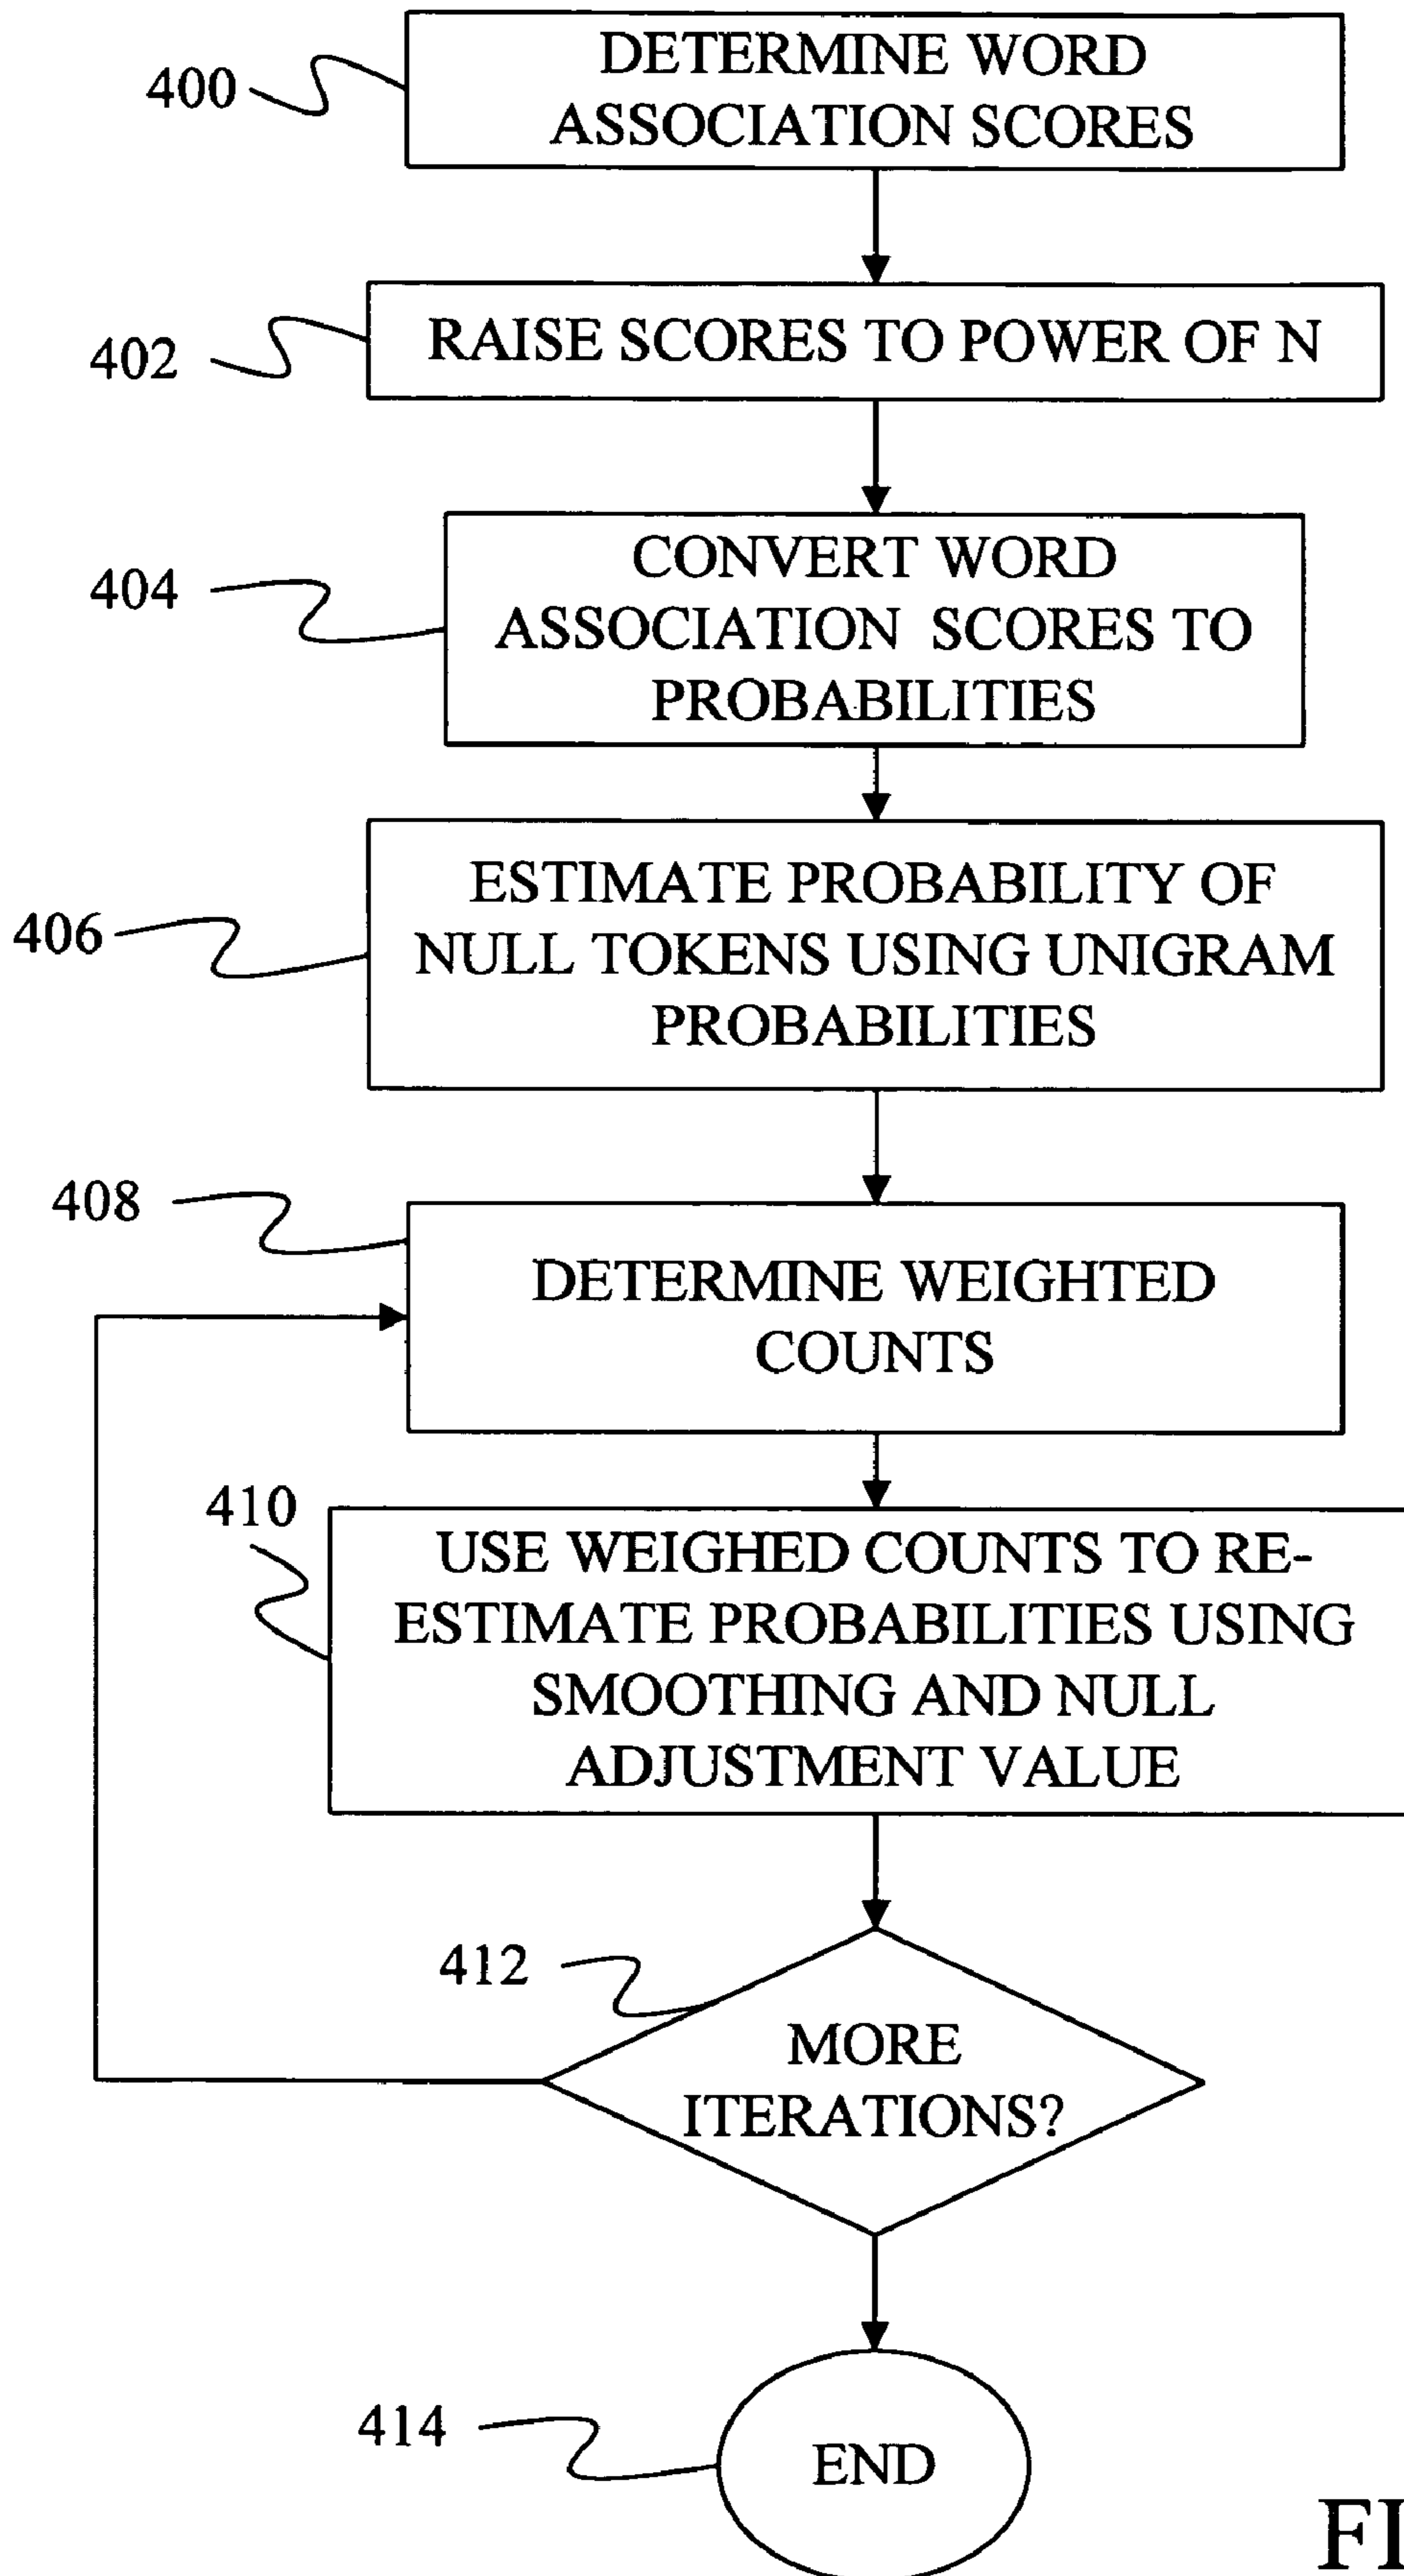 400
DETERMINE WORD
ASSOCIATION SCORES
402
RAISE SCORES TO POWER OF N
404
CONVERT WORD
ASSOCIATION SCORES TO
PROBABILITIES
406
ESTIMATE PROBABILITY OF
NULL TOKENS USING UNIGRAM
PROBABILITIES
408
DETERMINE WEIGHTED
COUNTS
410
USE WEIGHED COUNTS TO RE-
ESTIMATE PROBABILITIES USING
SMOOTHING AND NULL
ADJUSTMENT VALUE
412
MORE
ITERATIONS?
414
END